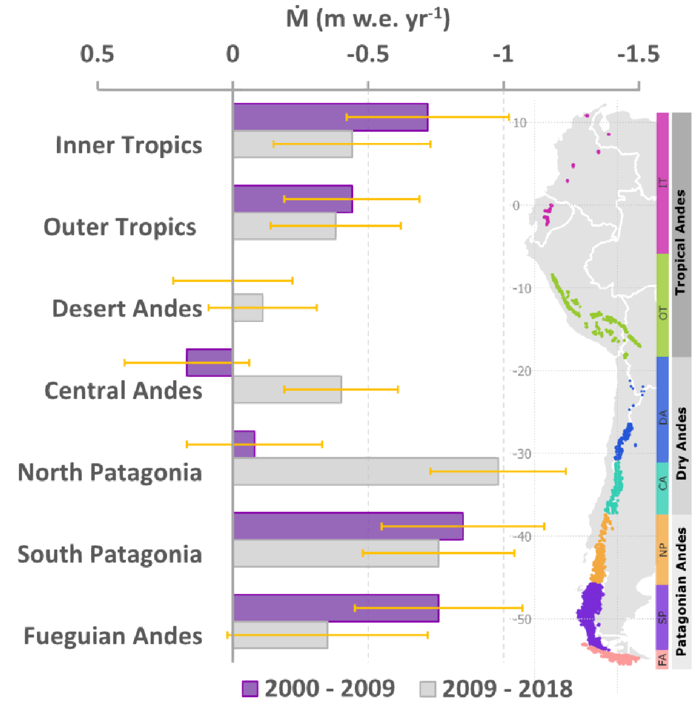 Ṁ (m w.e. yr-1)
0.5 0 -0.5 -1 -1.5
Inner Tropics
Outer Tropics
Desert Andes
Central Andes
North Patagonia
South Patagonia
Fueguian Andes
2000 - 2009
2009 - 2018
10
0
-10
-20
-30
-40
-50
IT
OT
DA
CA
NP
SP
FA
Tropical Andes
Dry Andes
Patagonian Andes